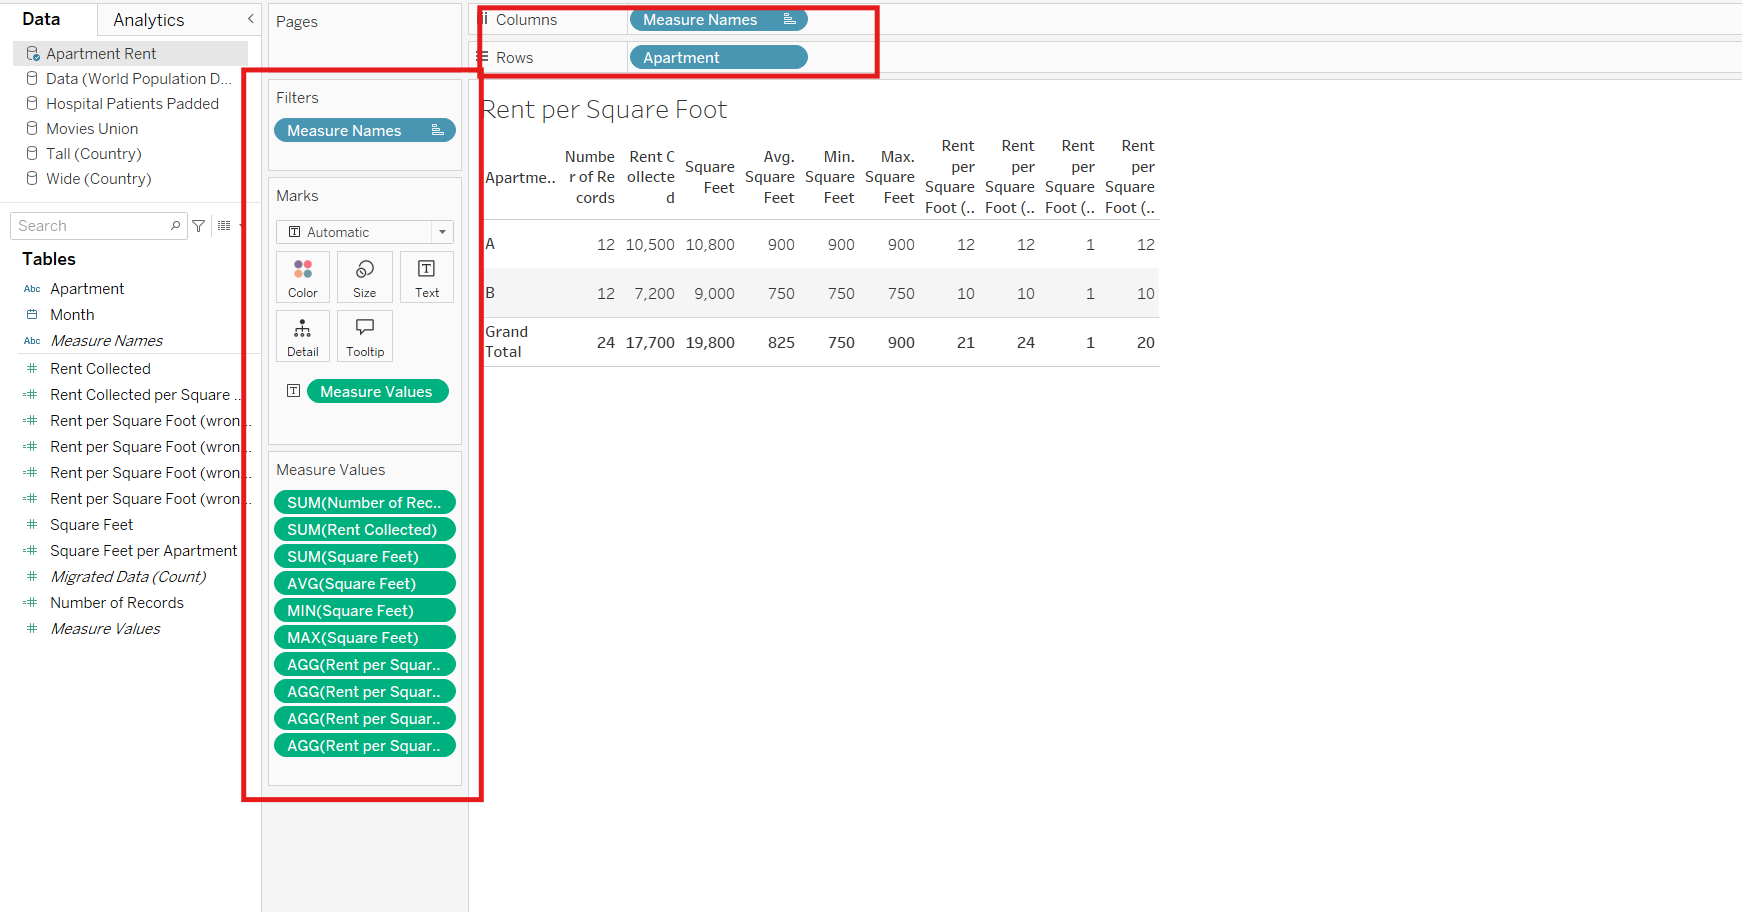 Data
Analytics
Apartment Rent
Data (World Population D...
Hospital Patients Padded
Movies Union
Tall (Country)
Wide (Country)
Search
Tables
Abc Apartment
Month
Abc Measure Names
# Rent Collected
=# Rent Collected per Square ..
=# Rent per Square Foot (wron..
=# Rent per Square Foot (wron..
=# Rent per Square Foot (wron..
=# Rent per Square Foot (wron..
# Square Feet
=# Square Feet per Apartment
# Migrated Data (Count)
=# Number of Records
# Measure Values
Pages
Filters
Measure Names
Marks
T Automatic
Color
Size
T
Text
Detail
Tooltip
T Measure Values
Measure Values
SUM(Number of Rec..
SUM(Rent Collected)
SUM(Square Feet)
AVG(Square Feet)
MIN(Square Feet)
MAX(Square Feet)
AGG(Rent per Squar..
AGG(Rent per Squar..
AGG(Rent per Squar..
AGG(Rent per Squar..
Columns Measure Names
Rows Apartment
Rent per Square Foot
Apartme..
Numbe
r of Re
cords
Rent C
ollecte
d
Square
Feet
Avg.
Square
Feet
Min.
Square
Feet
Max.
Square
Feet
Rent
per
Square
Foot (..
Rent
per
Square
Foot (..
Rent
per
Square
Foot (..
Rent
per
Square
Foot (..
A 12 10,500 10,800 900 900 900 12 12 1 12
B 12 7,200 9,000 750 750 750 10 10 1 10
Grand
Total
24 17,700 19,800 825 750 900 21 24 1 20